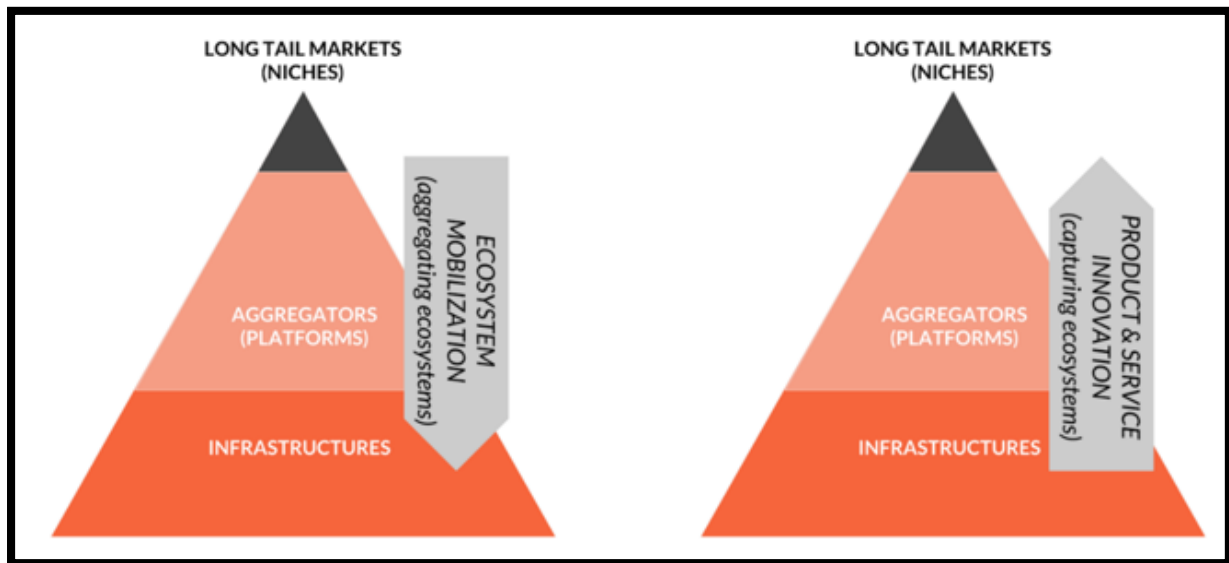 LONG TAIL MARKETS
(NICHES)
AGGREGATORS
(PLATFORMS)
INFRASTRUCTURES
ECOSYSTEM
MOBILIZATION
(aggregating ecosystems)
LONG TAIL MARKETS
(NICHES)
AGGREGATORS
(PLATFORMS)
INFRASTRUCTURES
PRODUCT & SERVICE
INNOVATION
(capturing ecosystems)